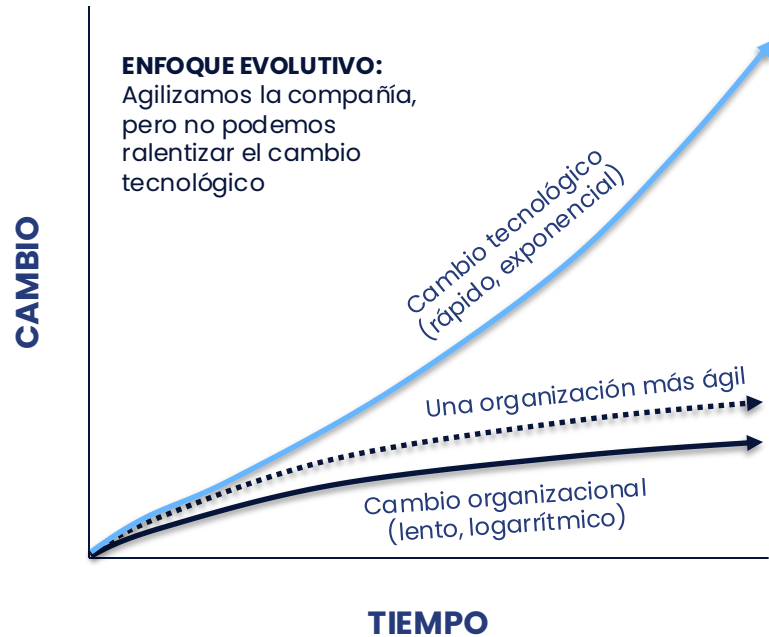 ENFOQUE EVOLUTIVO:
Agilizamos la compañía,
pero no podemos
ralentizar el cambio
tecnológico
Cambio tecnológico
(rápido, exponencial)
Una organización más ágil
Cambio organizacional
(lento, logarrítmico)
CAMBIO
TIEMPO